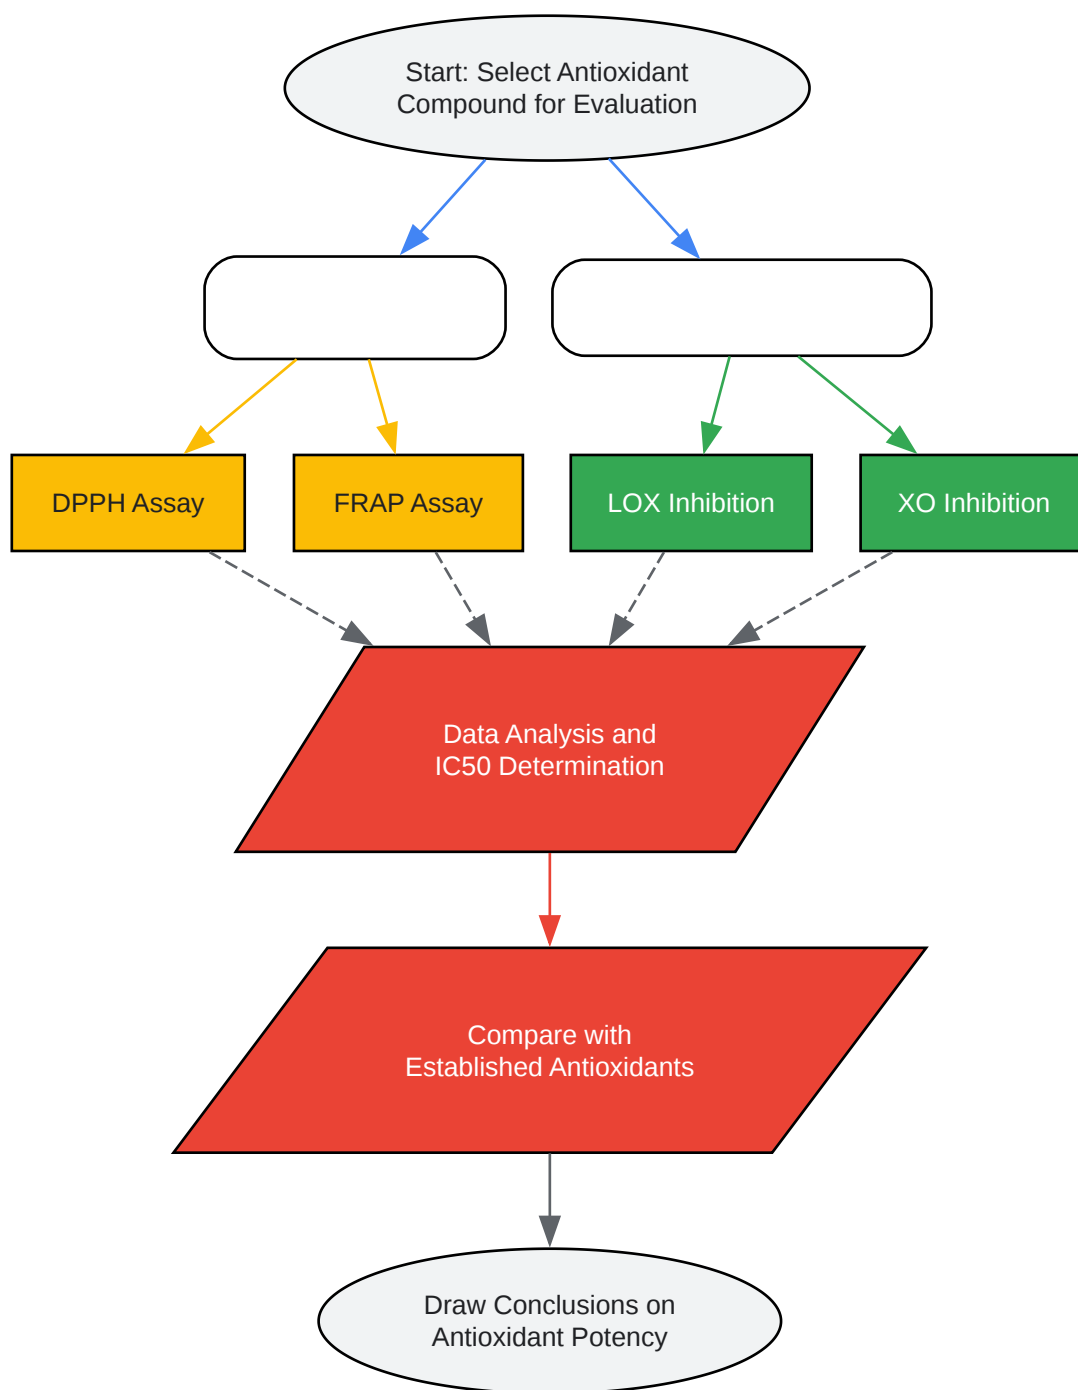 Start: Select Antioxidant
Compound for Evaluation
DPPH Assay
FRAP Assay
LOX Inhibition
XO Inhibition
Data Analysis and
IC50 Determination
Compare with
Established Antioxidants
Draw Conclusions on
Antioxidant Potency